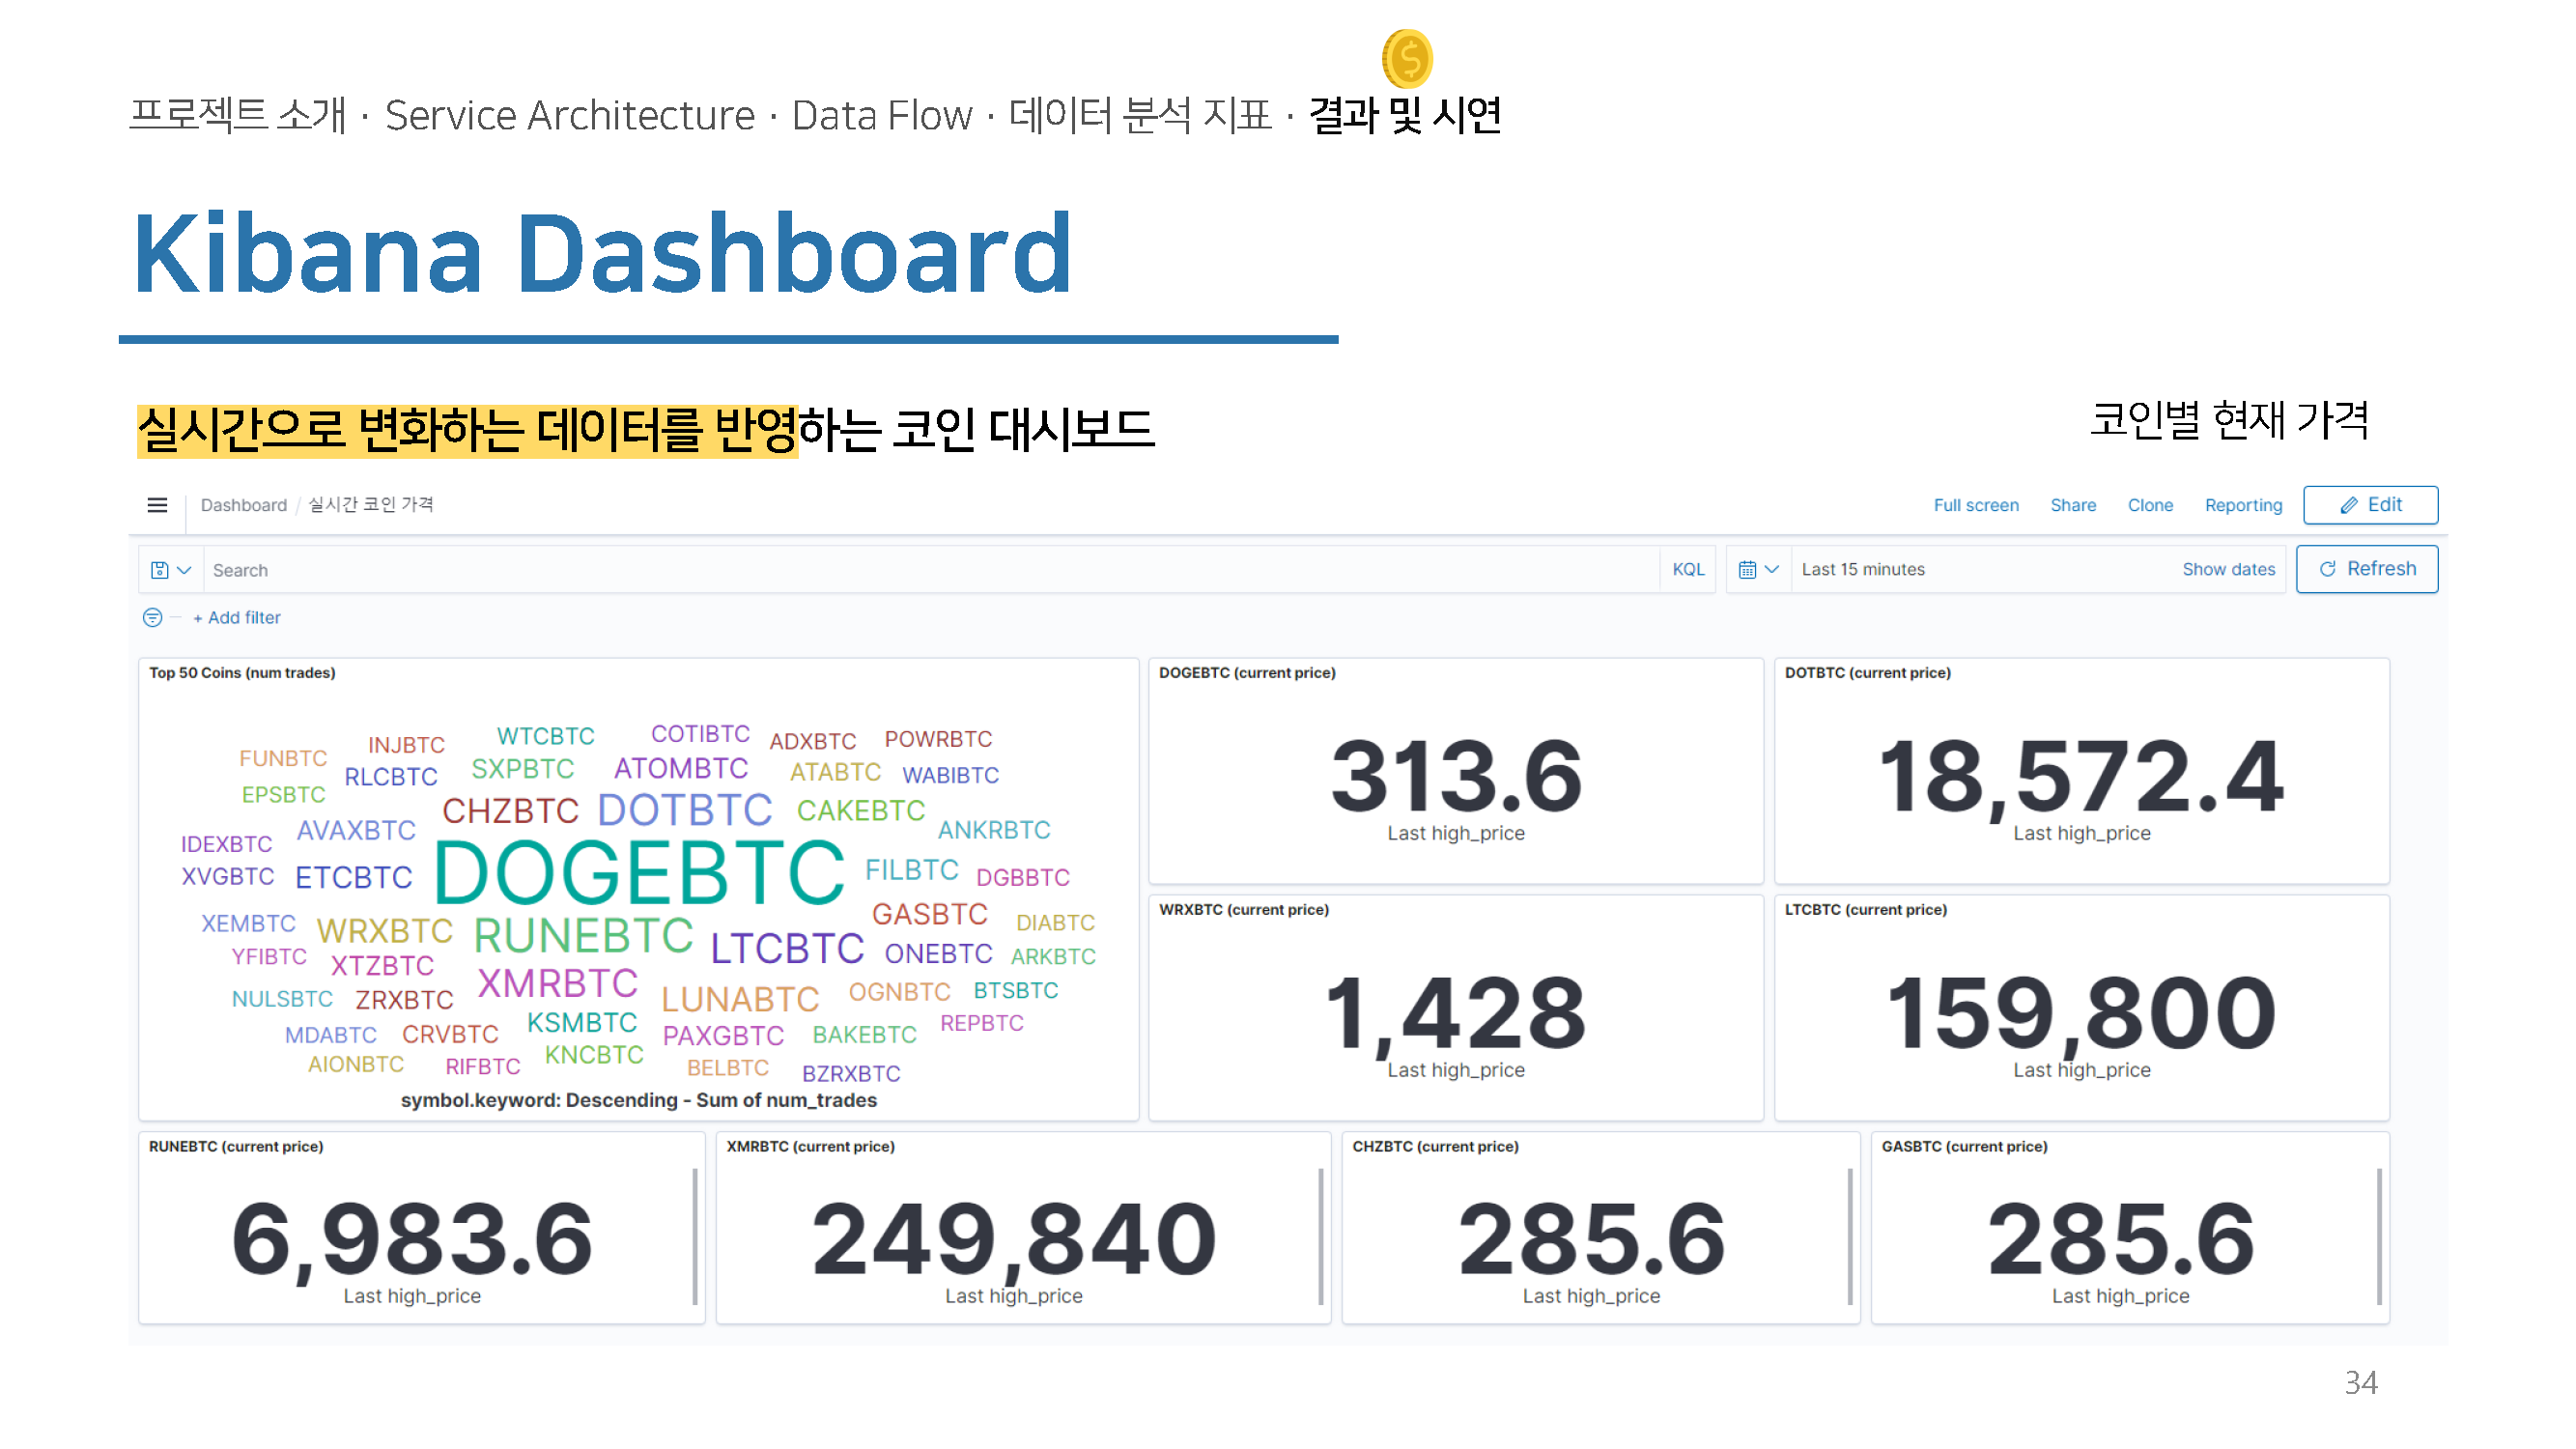 프로젝트 소개 · Service Architecture · Data Flow · 데이터 분석 지표 · 결과 및 시연
Kibana Dashboard
실시간으로 변화하는 데이터를 반영하는 코인 대시보드
코인별 현재 가격
Dashboard / 실시간 코인 가격
Full screen Share Clone Reporting Edit
Search KQL Last 15 minutes Show dates Refresh
+ Add filter
Top 50 Coins (num trades)
WTCBTC COTIBTC
INJBTC ADXBTC POWRBTC
FUNBTC
RLCBTC SXPBTC ATOMBTC ATABTC WABIBTC
EPSBTC
CHZBTC DOTBTC CAKEBTC
AVAXBTC ANKRBTC
IDEXBTC
DOGEBTC
XVGBTC ETCBTC FILBTC DGBBTC
XEMBTC GASBTC DIABTC
WRXBTC RUNEBTC LTCBTC ONEBTC
YFIBTC XTZBTC ARKBTC
XMRBTC
NULSBTC ZRXBTC LUNABTC OGNBTC BTSBTC
MDABTC CRVBTC KSMBTC PAXGBTC BAKEBTC REPBTC
AIONBTC RIFBTC KNCBTC BELBTC BZRXBTC
symbol.keyword: Descending - Sum of num_trades
DOGEBTC (current price)
313.6
Last high_price
DOTBTC (current price)
18,572.4
Last high_price
WRXBTC (current price)
1,428
Last high_price
LTCBTC (current price)
159,800
Last high_price
RUNEBTC (current price)
6,983.6
Last high_price
XMRBTC (current price)
249,840
Last high_price
CHZBTC (current price)
285.6
Last high_price
GASBTC (current price)
285.6
Last high_price
34